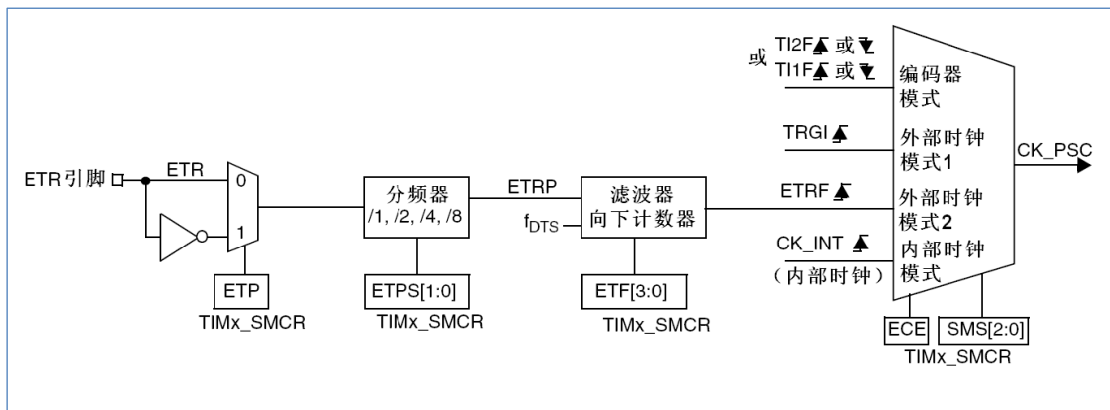 ETR引脚
ETR
0
1
ETP
TIMx_SMCR
分频器
/1, /2, /4, /8
ETPS[1:0]
TIMx_SMCR
ETRP
fDTS
滤波器
向下计数器
ETF[3:0]
TIMx_SMCR
或
TI2F 或
TI1F 或
TRGI
ETRF
CK_INT
（内部时钟）
编码器
模式
外部时钟
模式1
外部时钟
模式2
内部时钟
模式
CK_PSC
ECE
SMS[2:0]
TIMx_SMCR